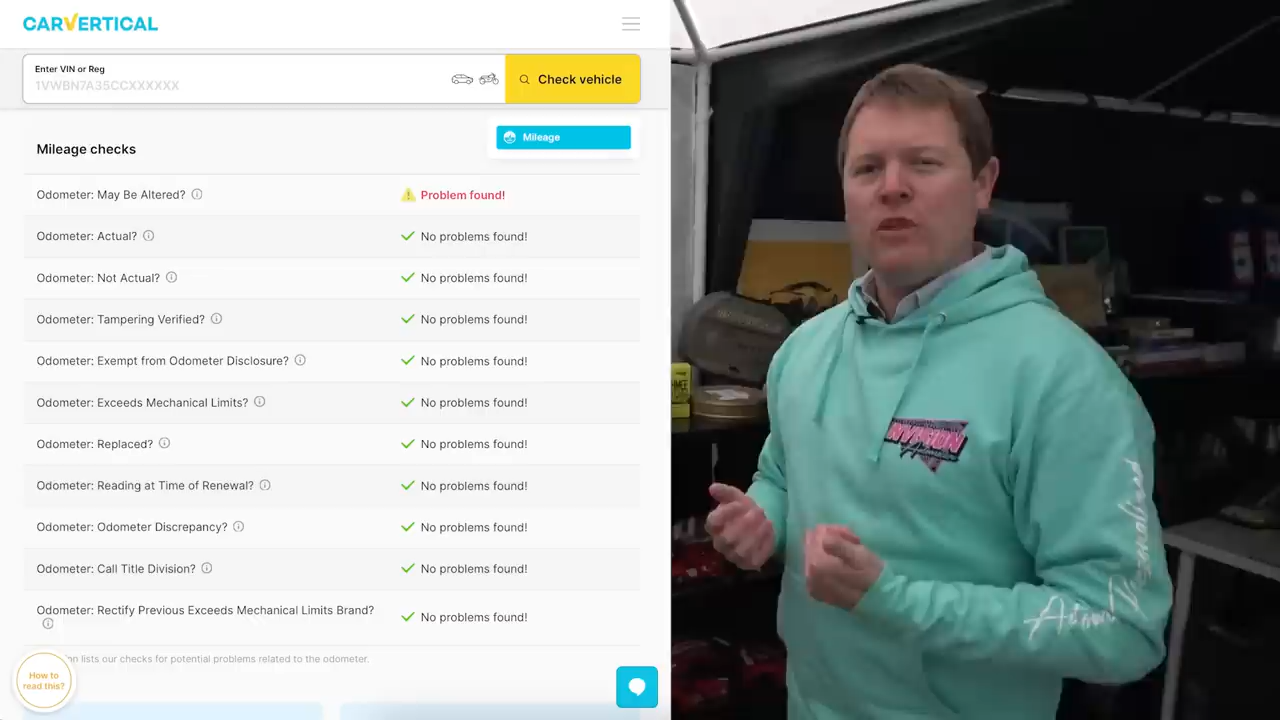 CARVERTICAL
Enter VIN or Reg
1VWBN7A35CCXXXXXX
Check vehicle
Mileage
Mileage checks
Odometer: May Be Altered?
Problem found!
Odometer: Actual?
No problems found!
Odometer: Not Actual?
No problems found!
Odometer: Tampering Verified?
No problems found!
Odometer: Exempt from Odometer Disclosure?
No problems found!
Odometer: Exceeds Mechanical Limits?
No problems found!
Odometer: Replaced?
No problems found!
Odometer: Reading at Time of Renewal?
No problems found!
Odometer: Odometer Discrepancy?
No problems found!
Odometer: Call Title Division?
No problems found!
Odometer: Rectify Previous Exceeds Mechanical Limits Brand?
No problems found!
lists our checks for potential problems related to the odometer.
How to
read this?